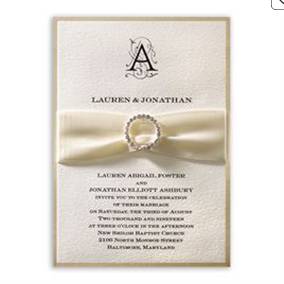 A
LAUREN & JONATHAN
LAUREN ABIGAIL FOSTER
AND
JONATHAN ELLIOTT ASHBURY
INVITE YOU TO THE CELEBRATION
OF THEIR MARRIAGE
ON SATURDAY, THE THIRD OF AUGUST
TWO THOUSAND AND NINETEEN
AT THREE O'CLOCK IN THE AFTERNOON
NEW SHILOH BAPTIST CHURCH
2100 NORTH MONROE STREET
BALTIMORE, MARYLAND